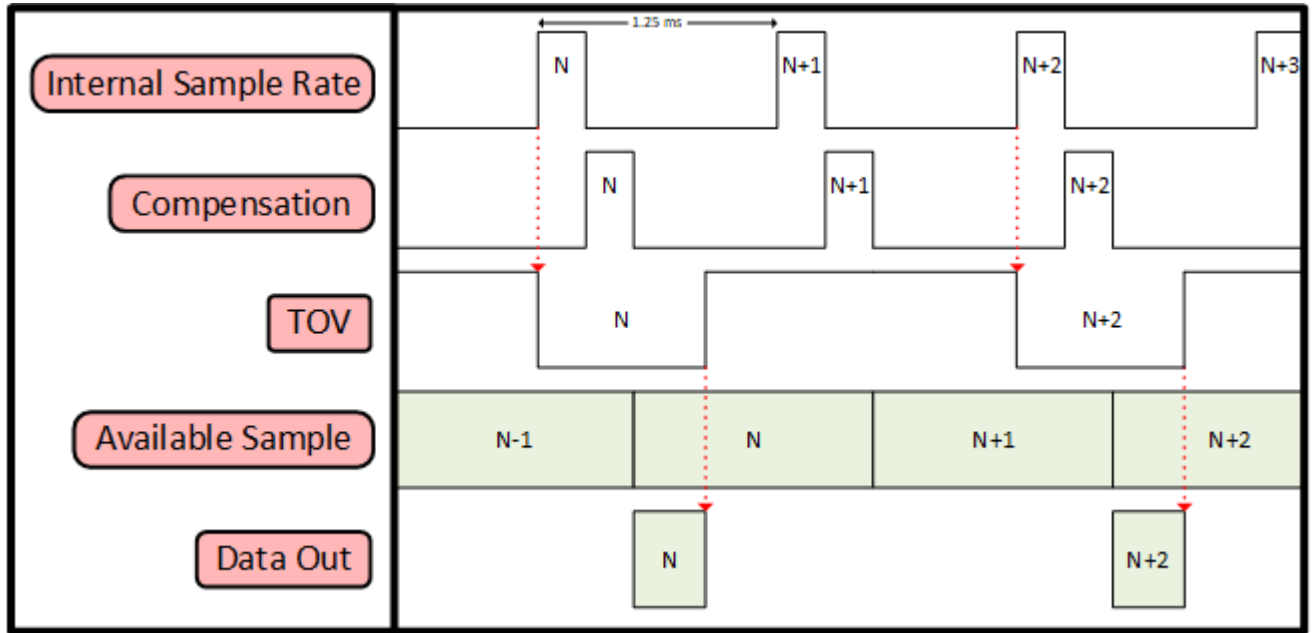 1.25 ms
Internal Sample Rate
N
N+1
N+2
N+3
Compensation
N
N+1
N+2
TOV
N
N+2
Available Sample
N-1
N
N+1
N+2
Data Out
N
N+2